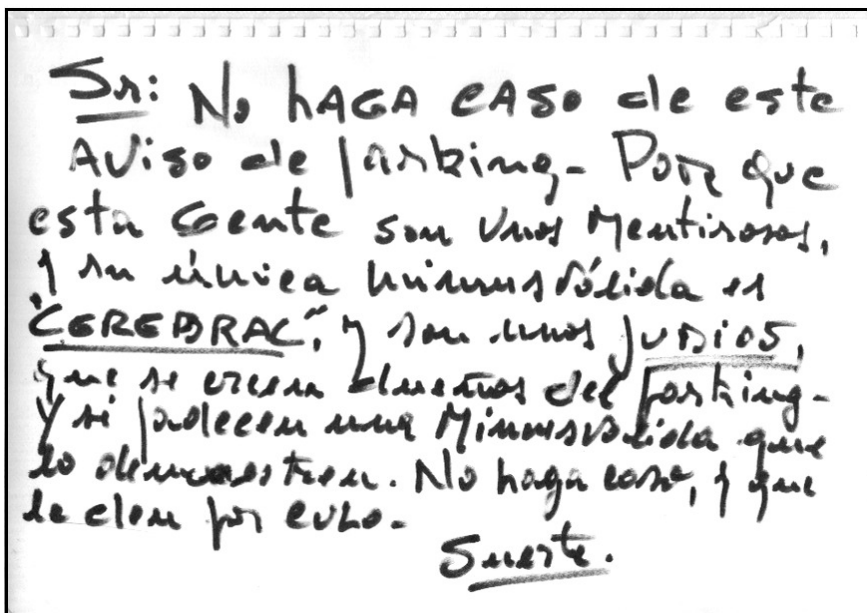 Sr: No hAGA CASO de este
AViso de parking- Por que
esta Gente son Unos Mentirosos,
y su única minusválida es
"CEREBRAL", y son unos JUDIOS,
que se creen dueños del parking-
Y si padecen una Minusválida que
lo demuestren. No haga caso, y que
le den por culo.
Suerte.